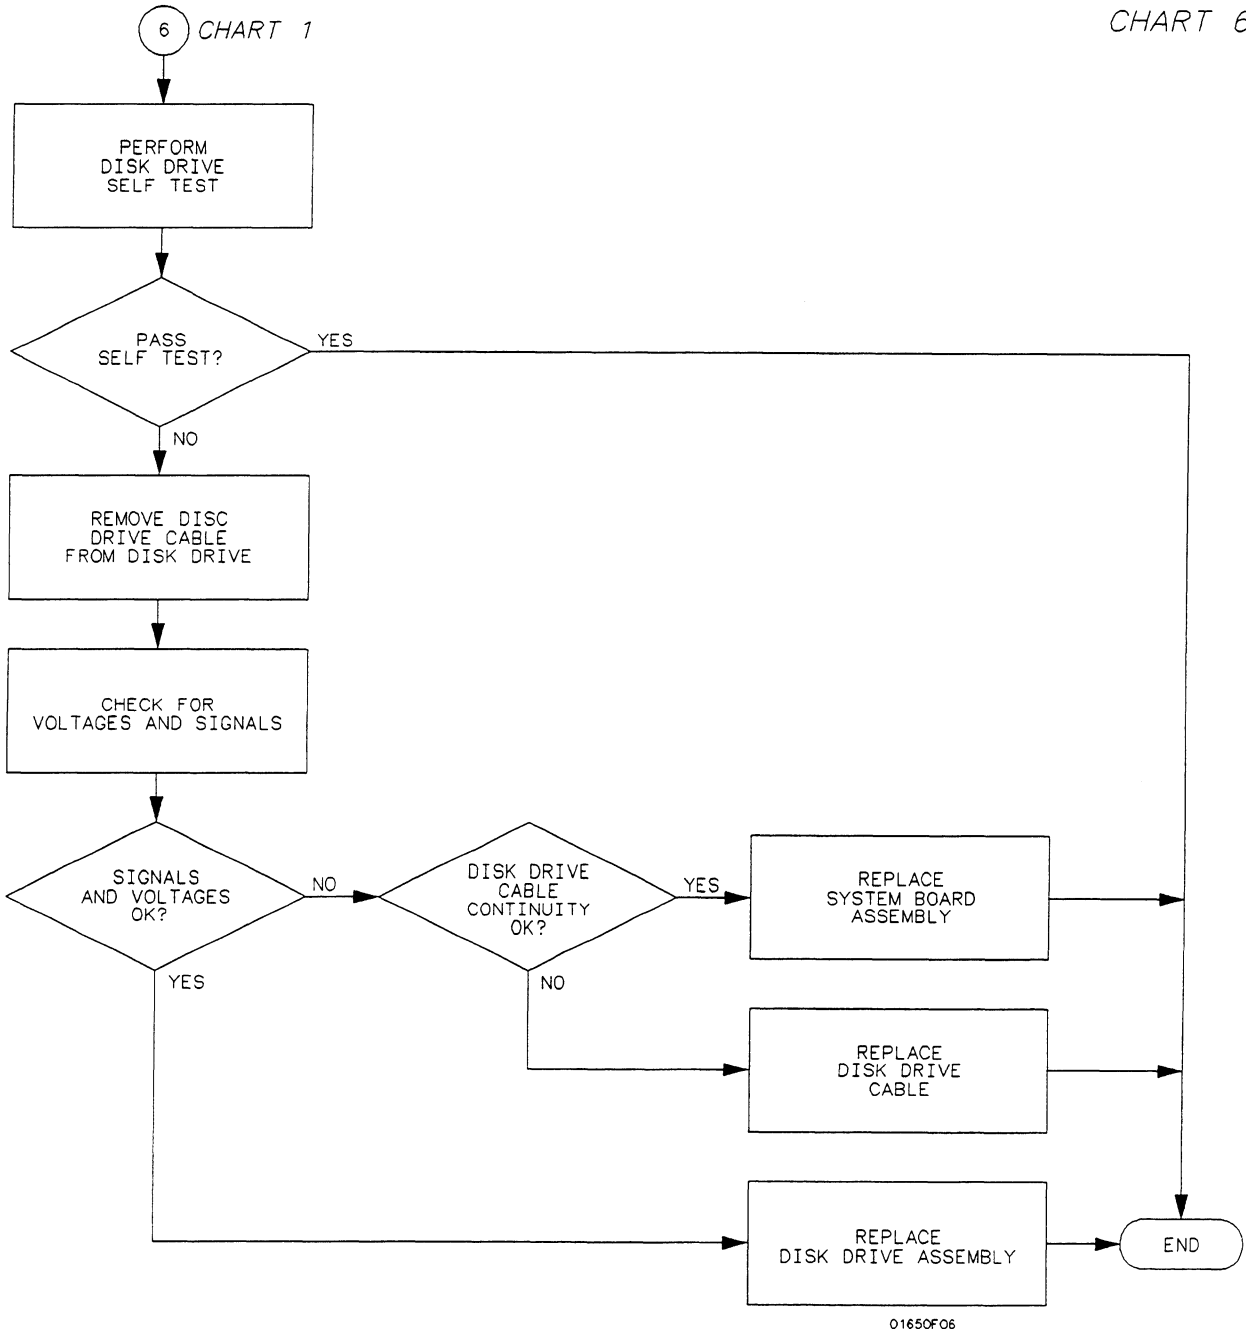 6 CHART 1
CHART 6
PERFORM
DISK DRIVE
SELF TEST
PASS
SELF TEST?
YES
NO
REMOVE DISC
DRIVE CABLE
FROM DISK DRIVE
CHECK FOR
VOLTAGES AND SIGNALS
SIGNALS
AND VOLTAGES
OK?
NO
YES
DISK DRIVE
CABLE
CONTINUITY
OK?
YES
NO
REPLACE
SYSTEM BOARD
ASSEMBLY
REPLACE
DISK DRIVE
CABLE
REPLACE
DISK DRIVE ASSEMBLY
END
01650F06